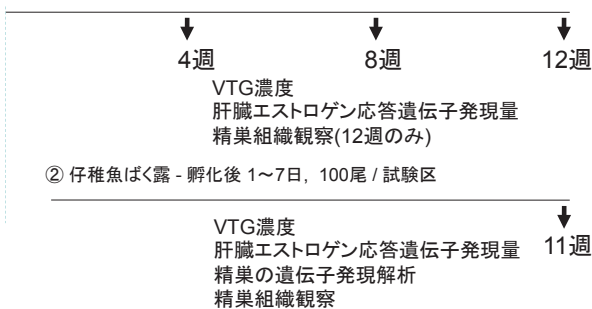 4週 8週 12週
VTG濃度
肝臓エストロゲン応答遺伝子発現量
精巣組織観察(12週のみ)
② 仔稚魚ばく露 - 孵化後 1～7日, 100尾 / 試験区
VTG濃度
肝臓エストロゲン応答遺伝子発現量 11週
精巣の遺伝子発現解析
精巣組織観察